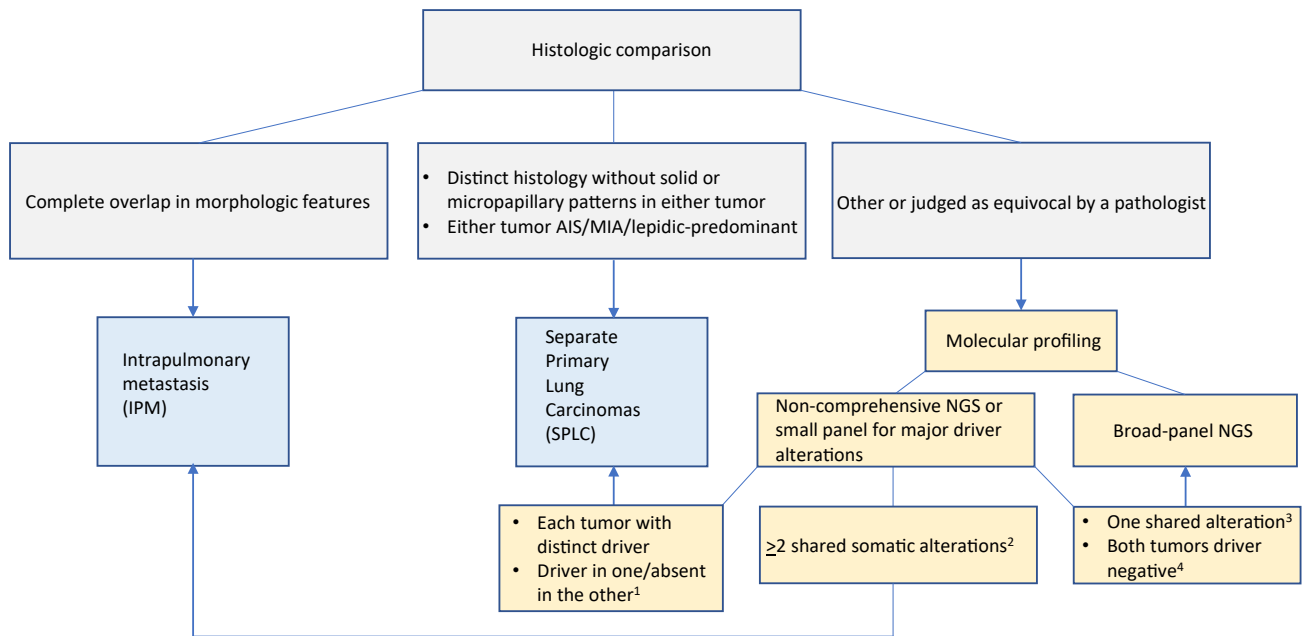 Histologic comparison
Complete overlap in morphologic features
• Distinct histology without solid or
micropapillary patterns in either tumor
• Either tumor AIS/MIA/lepidic-predominant
Other or judged as equivocal by a pathologist
Intrapulmonary
metastasis
(IPM)
Separate
Primary
Lung
Carcinomas
(SPLC)
Molecular profiling
Non-comprehensive NGS or
small panel for major driver
alterations
Broad-panel NGS
• Each tumor with
distinct driver
• Driver in one/absent
in the other¹
≥2 shared somatic alterations²
• One shared alteration³
• Both tumors driver
negative⁴